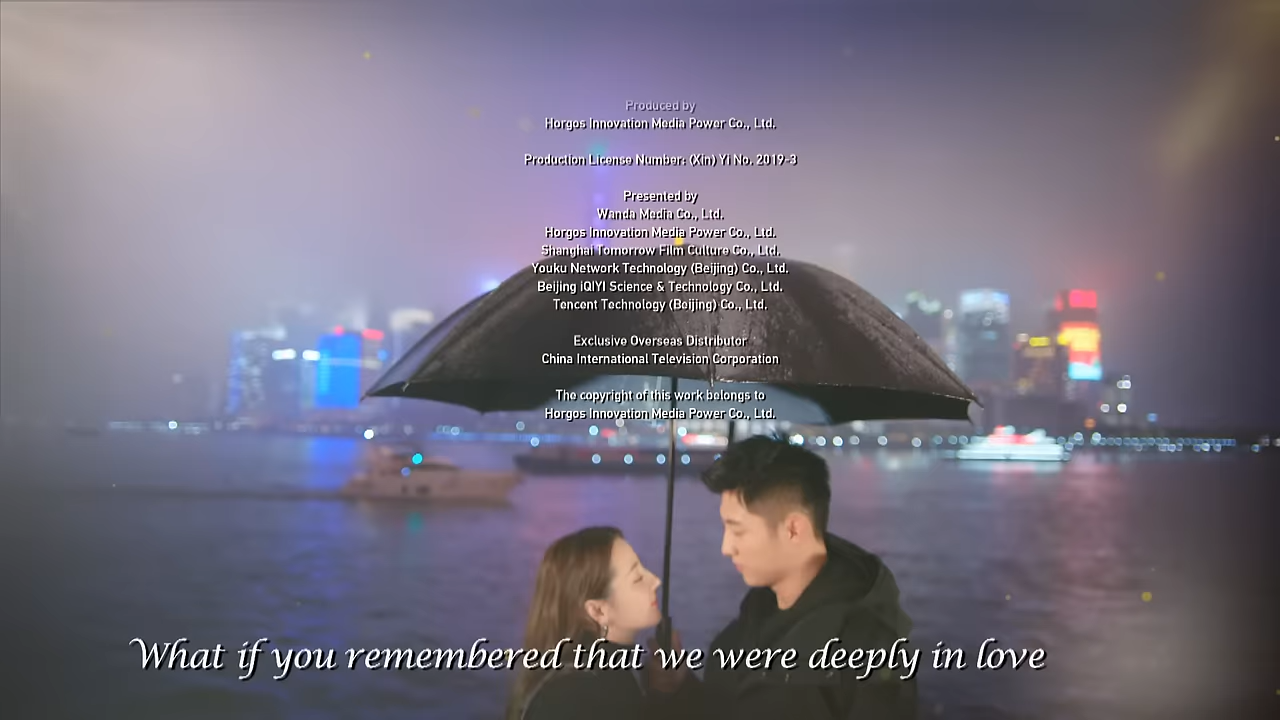 Produced by
Horgos Innovation Media Power Co., Ltd.
Production License Number: (Xin) Yi No. 2019-3
Presented by
Wanda Media Co., Ltd.
Horgos Innovation Media Power Co., Ltd.
Shanghai Tomorrow Film Culture Co., Ltd.
Youku Network Technology (Beijing) Co., Ltd.
Beijing iQIYI Science & Technology Co., Ltd.
Tencent Technology (Beijing) Co., Ltd.
Exclusive Overseas Distributor
China International Television Corporation
The copyright of this work belongs to
Horgos Innovation Media Power Co., Ltd.
What if you remembered that we were deeply in love